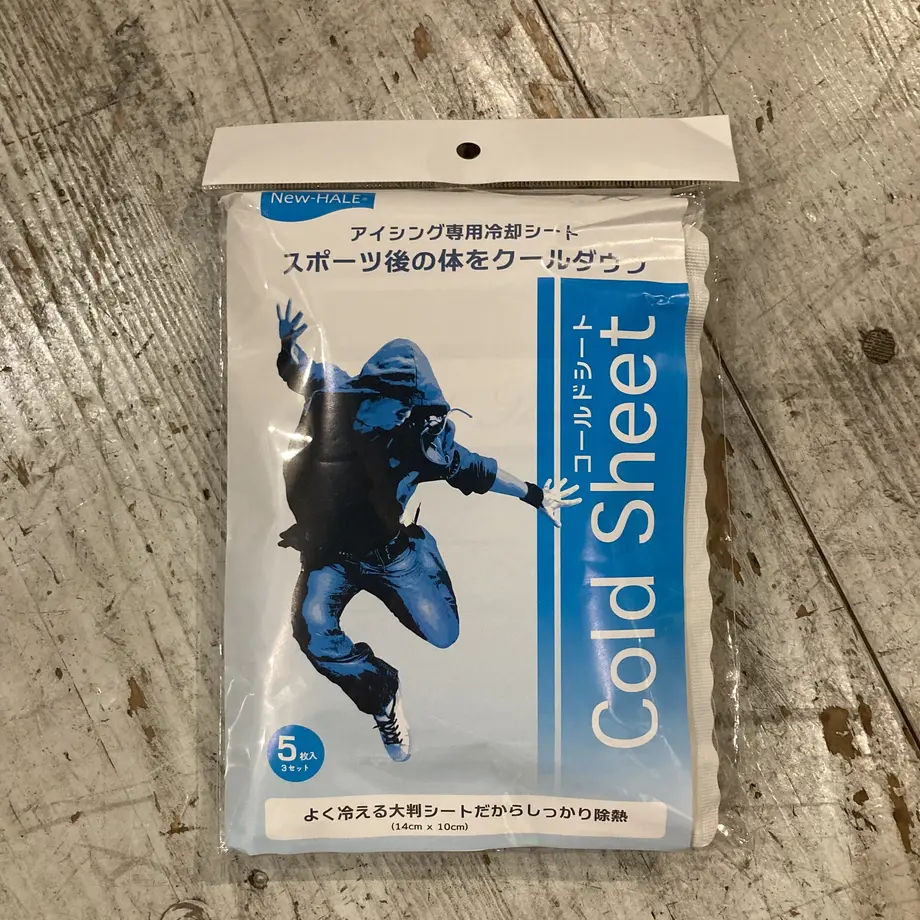 New-HALE®
アイシング専用冷却シート
スポーツ後の体をクールダウン
コールドシート
Cold Sheet
5枚入
3セット
よく冷える大判シートだからしっかり除熱
(14cm x 10cm)